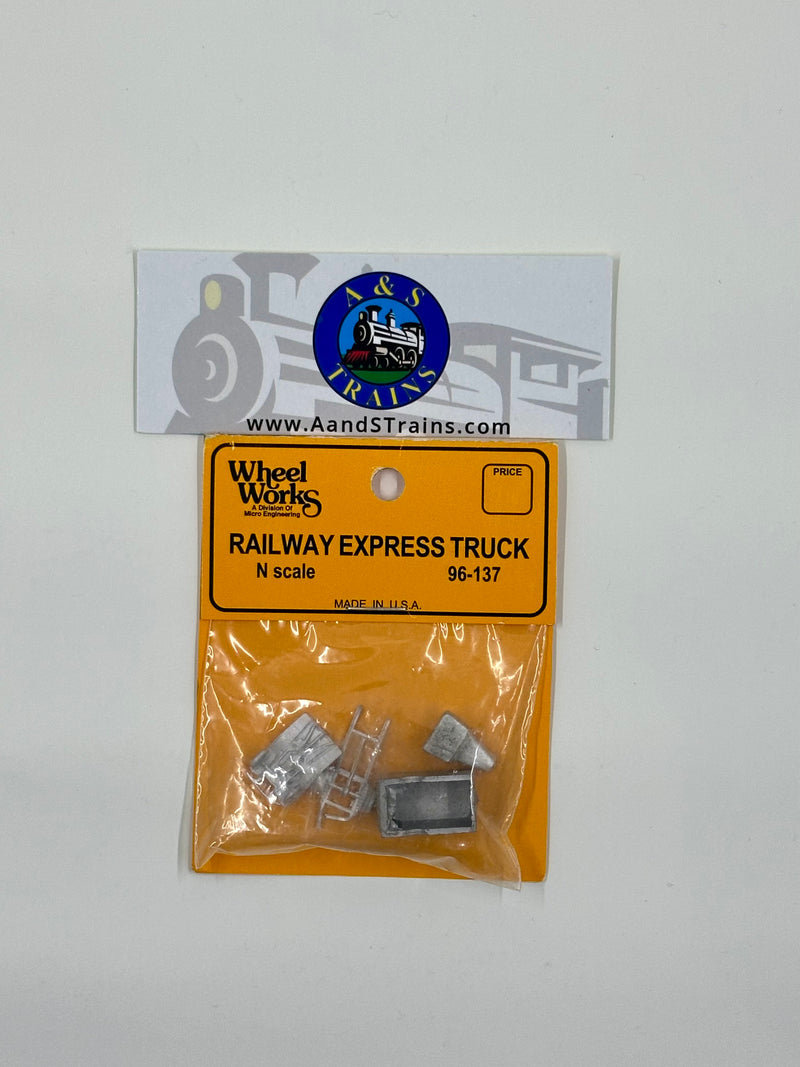 A & S
TRAINS
www.AandSTrains.com
Wheel
Works
A Division Of
Micro Engineering
PRICE
RAILWAY EXPRESS TRUCK
N scale 96-137
MADE IN U.S.A.